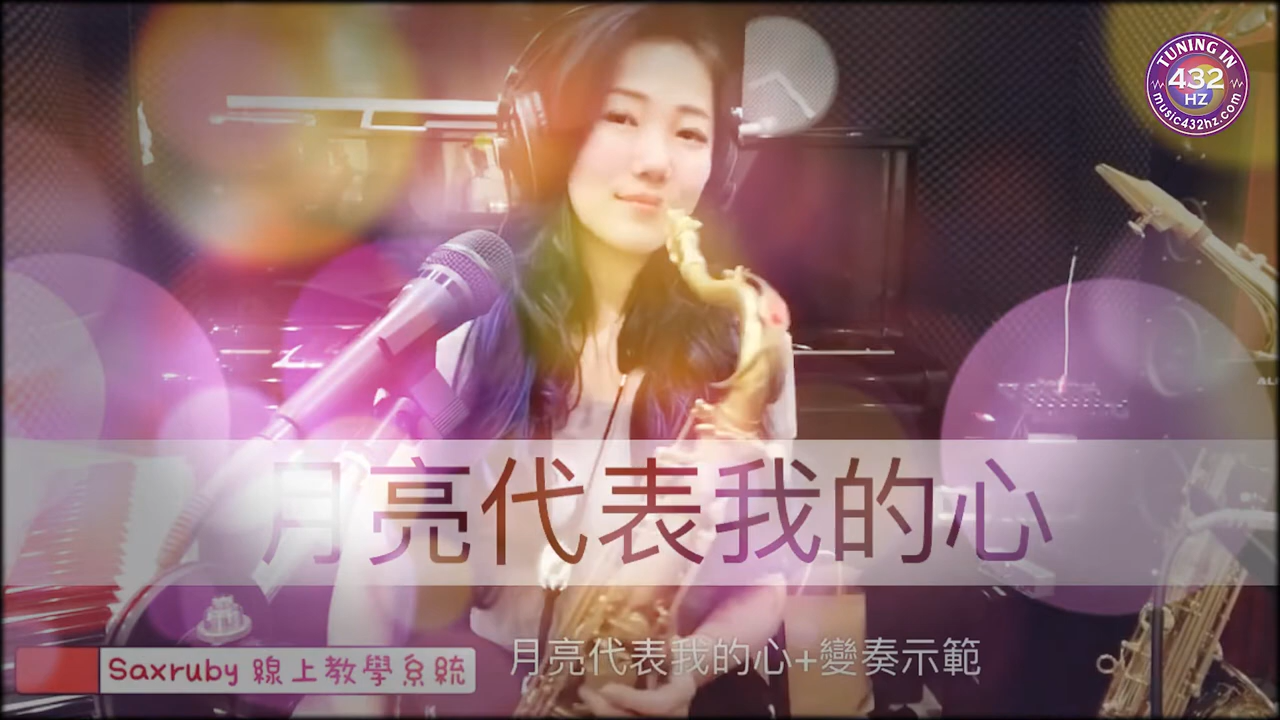 TUNING IN
432
HZ
music432hz.com
月亮代表我的心
月亮代表我的心+變奏示範
Saxruby 線上教學系統